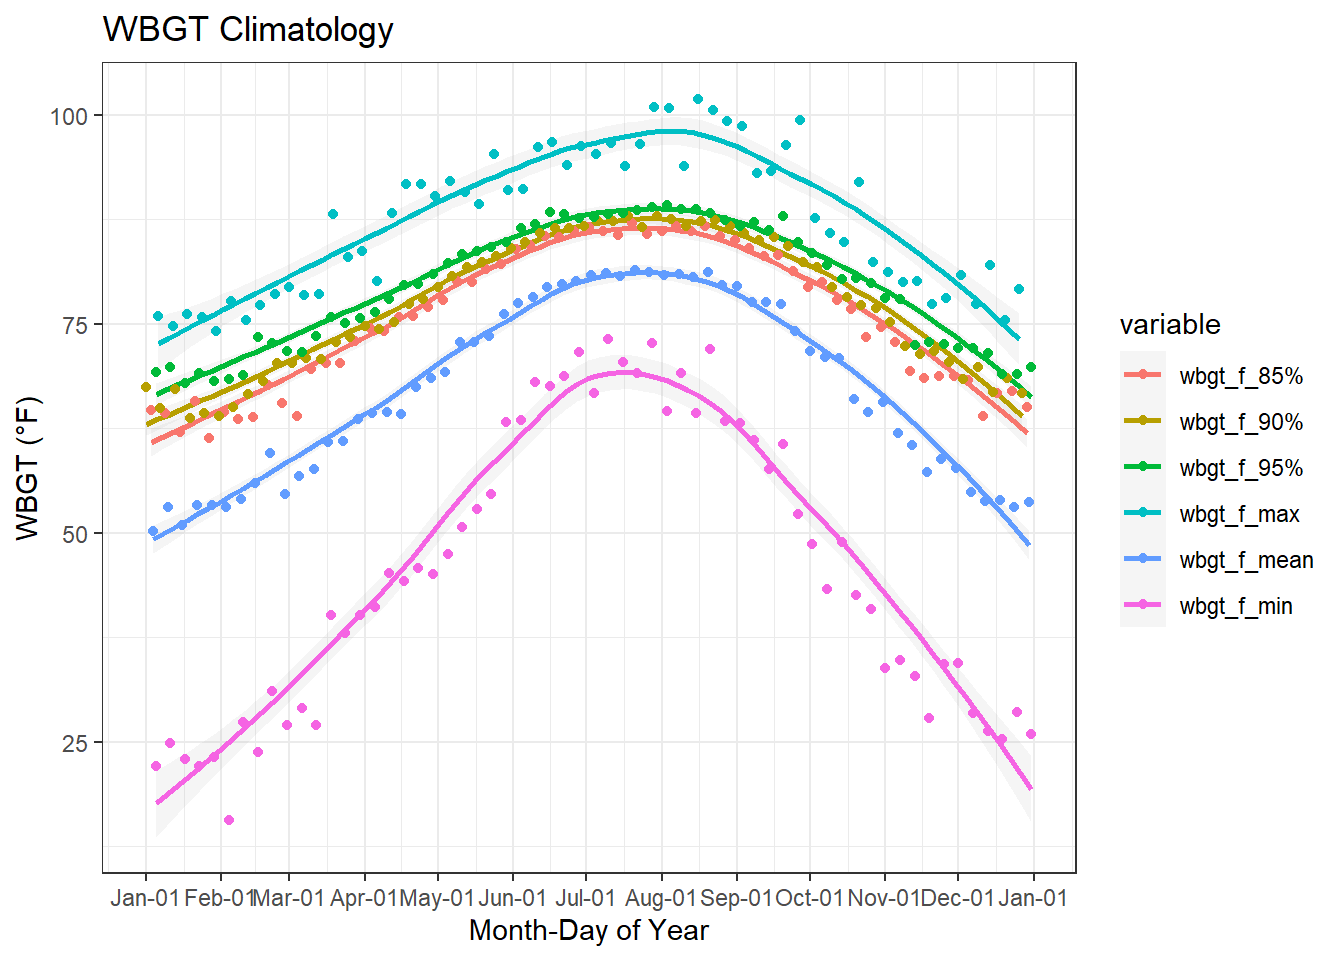 WBGT Climatology
WBGT (°F)
100
75
50
25
Jan-01 Feb-01 Mar-01 Apr-01 May-01 Jun-01 Jul-01 Aug-01 Sep-01 Oct-01 Nov-01 Dec-01 Jan-01
Month-Day of Year
variable
wbgt_f_85%
wbgt_f_90%
wbgt_f_95%
wbgt_f_max
wbgt_f_mean
wbgt_f_min